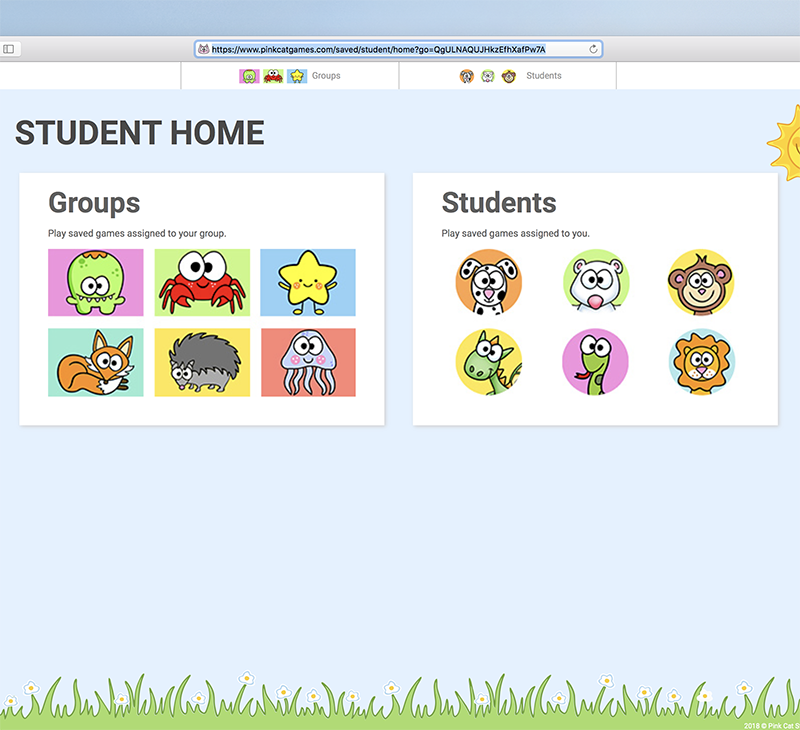 https://www.pinkcatgames.com/saved/student/home?go=QgULNAQUJHkzEfhXafPw7A
Groups
Students
STUDENT HOME
Groups
Play saved games assigned to your group.
Students
Play saved games assigned to you.
2018 © Pink Cat S